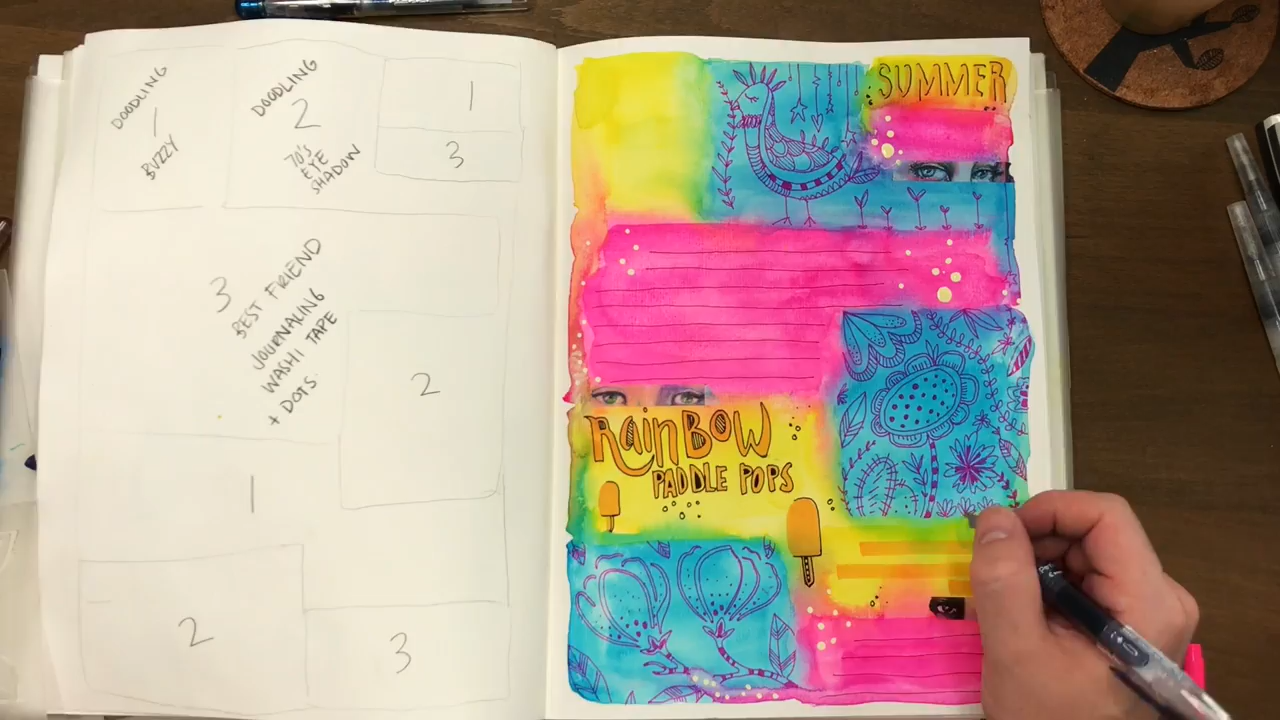 DOODLING
1
BUZZY
DOODLING
2
70's
EYE
SHADOW
1
3
3
BEST FRIEND
JOURNALING
WASHI TAPE
+ DOTS.
2
1
2
3
SUMMER
RAINBOW
PADDLE POPS